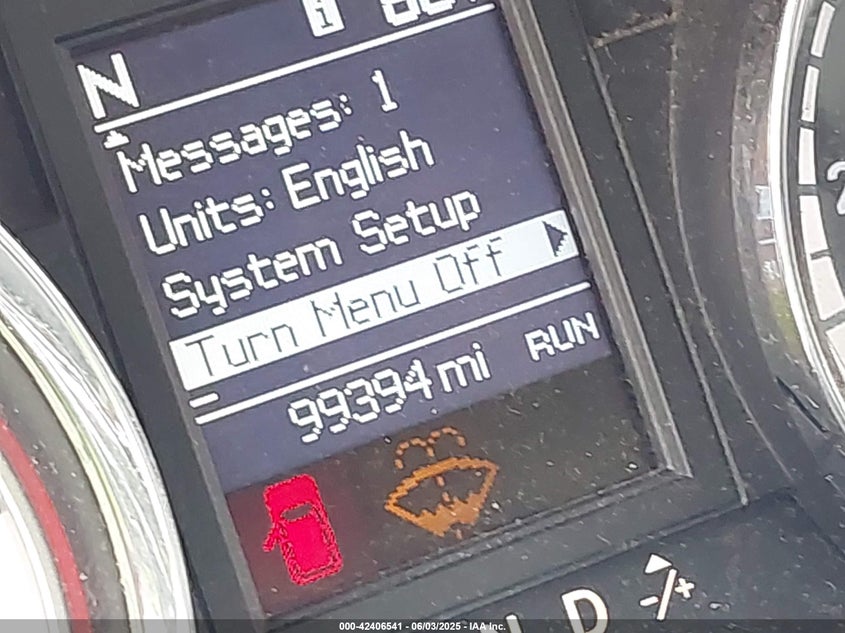 N
Messages: 1
Units: English
System Setup
Turn Menu Off
99394 mi RUN
D
000-42406541 - 06/03/2025 - IAA Inc.